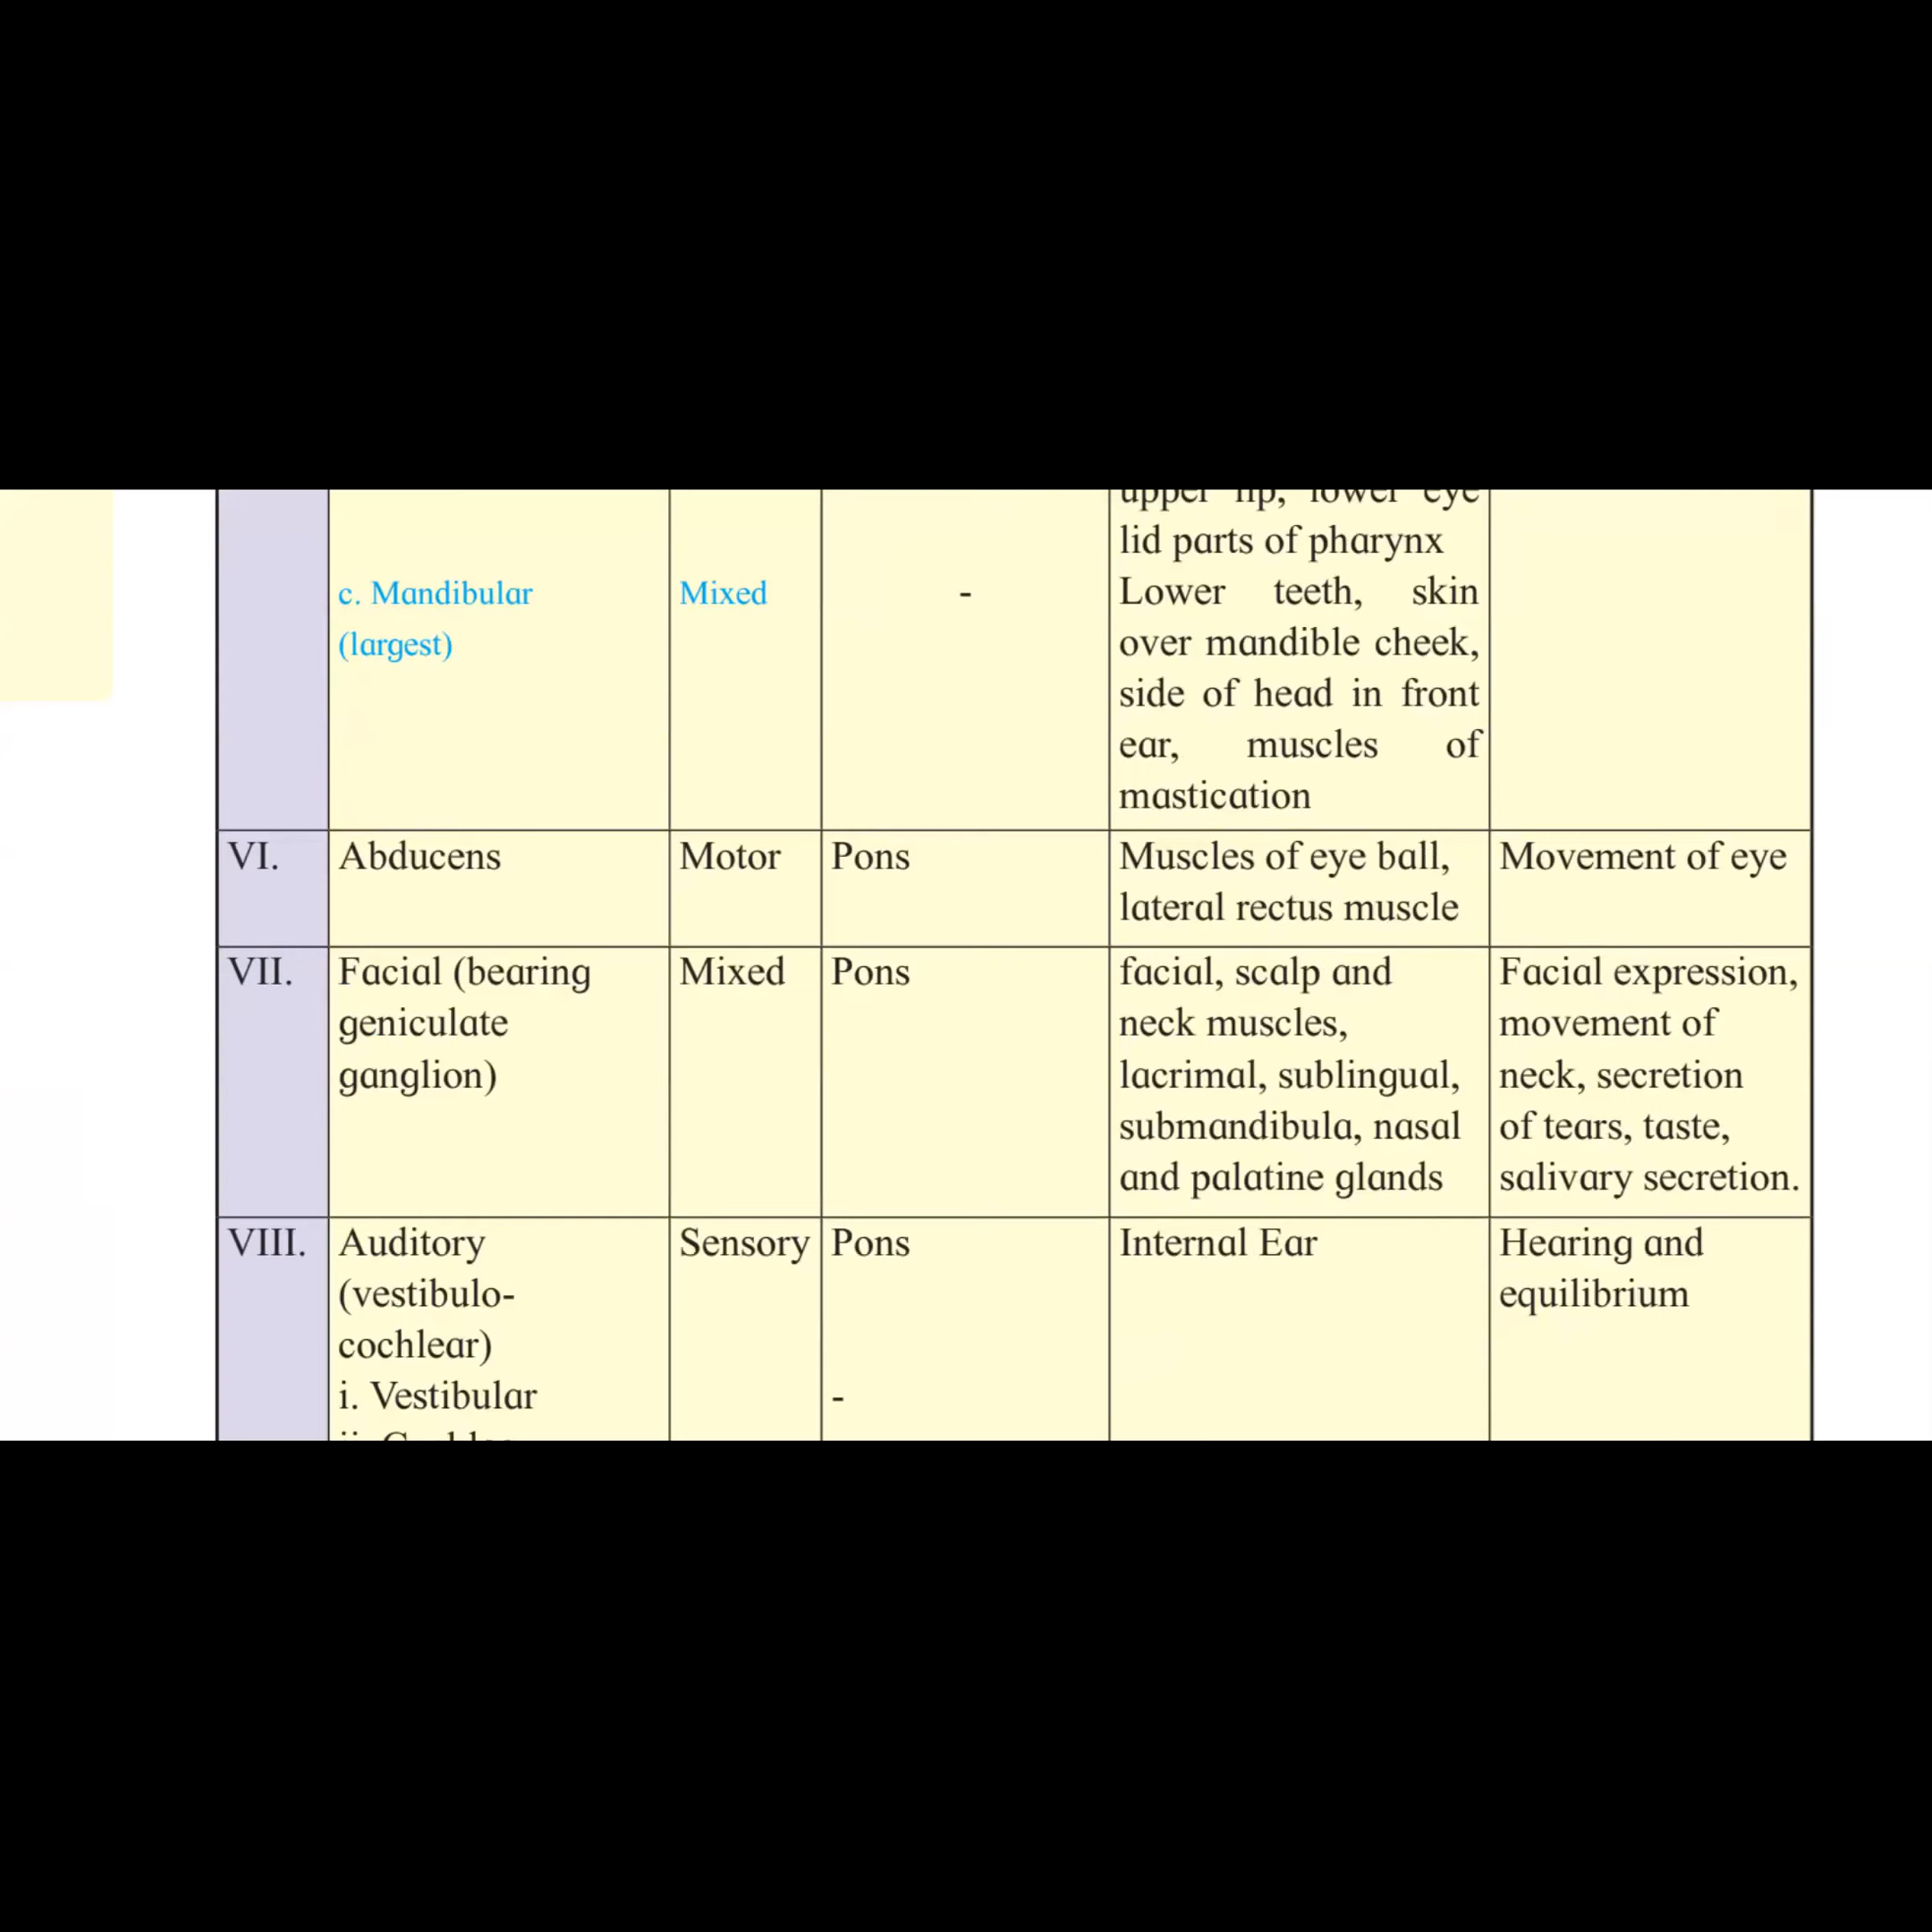 upper lip, lower eye
lid parts of pharynx
c. Mandibular
(largest)
Mixed
-
Lower teeth, skin
over mandible cheek,
side of head in front
ear, muscles of
mastication
VI.
Abducens
Motor
Pons
Muscles of eye ball,
lateral rectus muscle
Movement of eye
VII.
Facial (bearing
geniculate
ganglion)
Mixed
Pons
facial, scalp and
neck muscles,
lacrimal, sublingual,
submandibula, nasal
and palatine glands
Facial expression,
movement of
neck, secretion
of tears, taste,
salivary secretion.
VIII.
Auditory
(vestibulo-
cochlear)
i. Vestibular
Sensory
Pons
-
Internal Ear
Hearing and
equilibrium